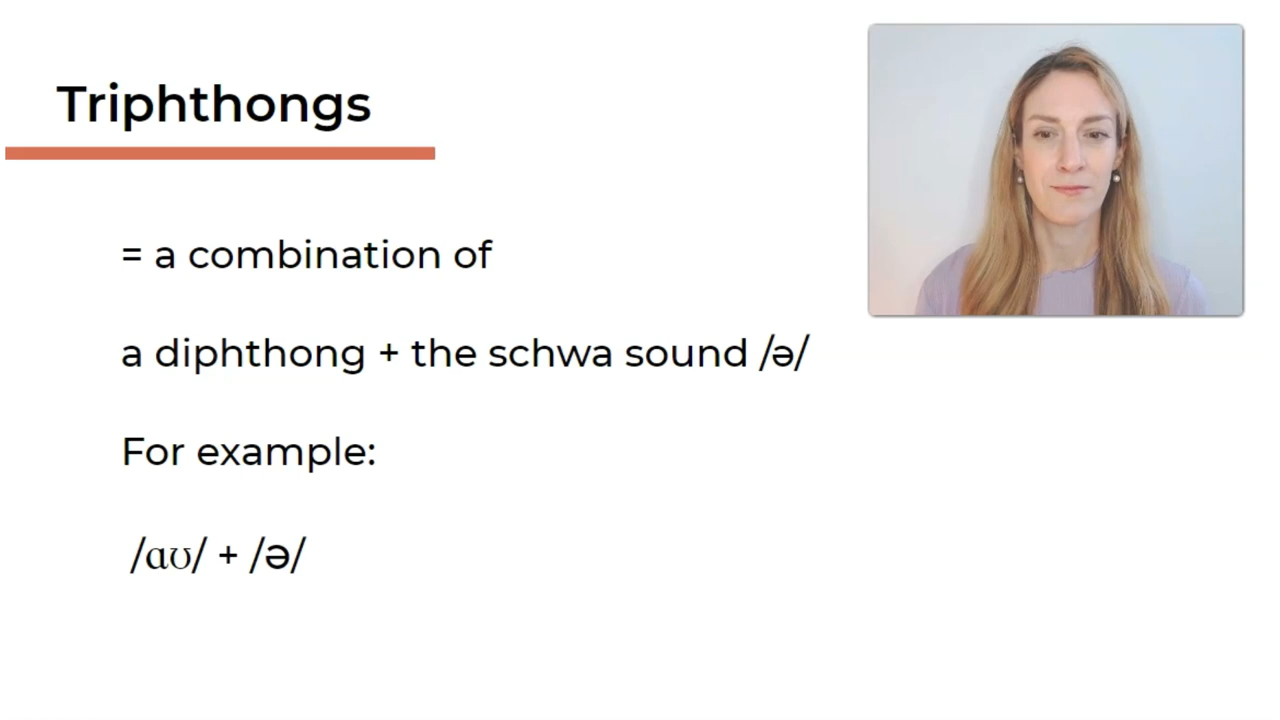 Triphthongs
= a combination of
a diphthong + the schwa sound /ə/
For example:
/ɑʊ/ + /ə/